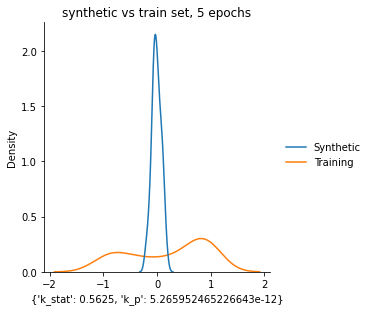 synthetic vs train set, 5 epochs
2.0
1.5
1.0
0.5
0.0
Density
−2
−1
0
1
2
{'k_stat': 0.5625, 'k_p': 5.265952465226643e-12}
Synthetic
Training